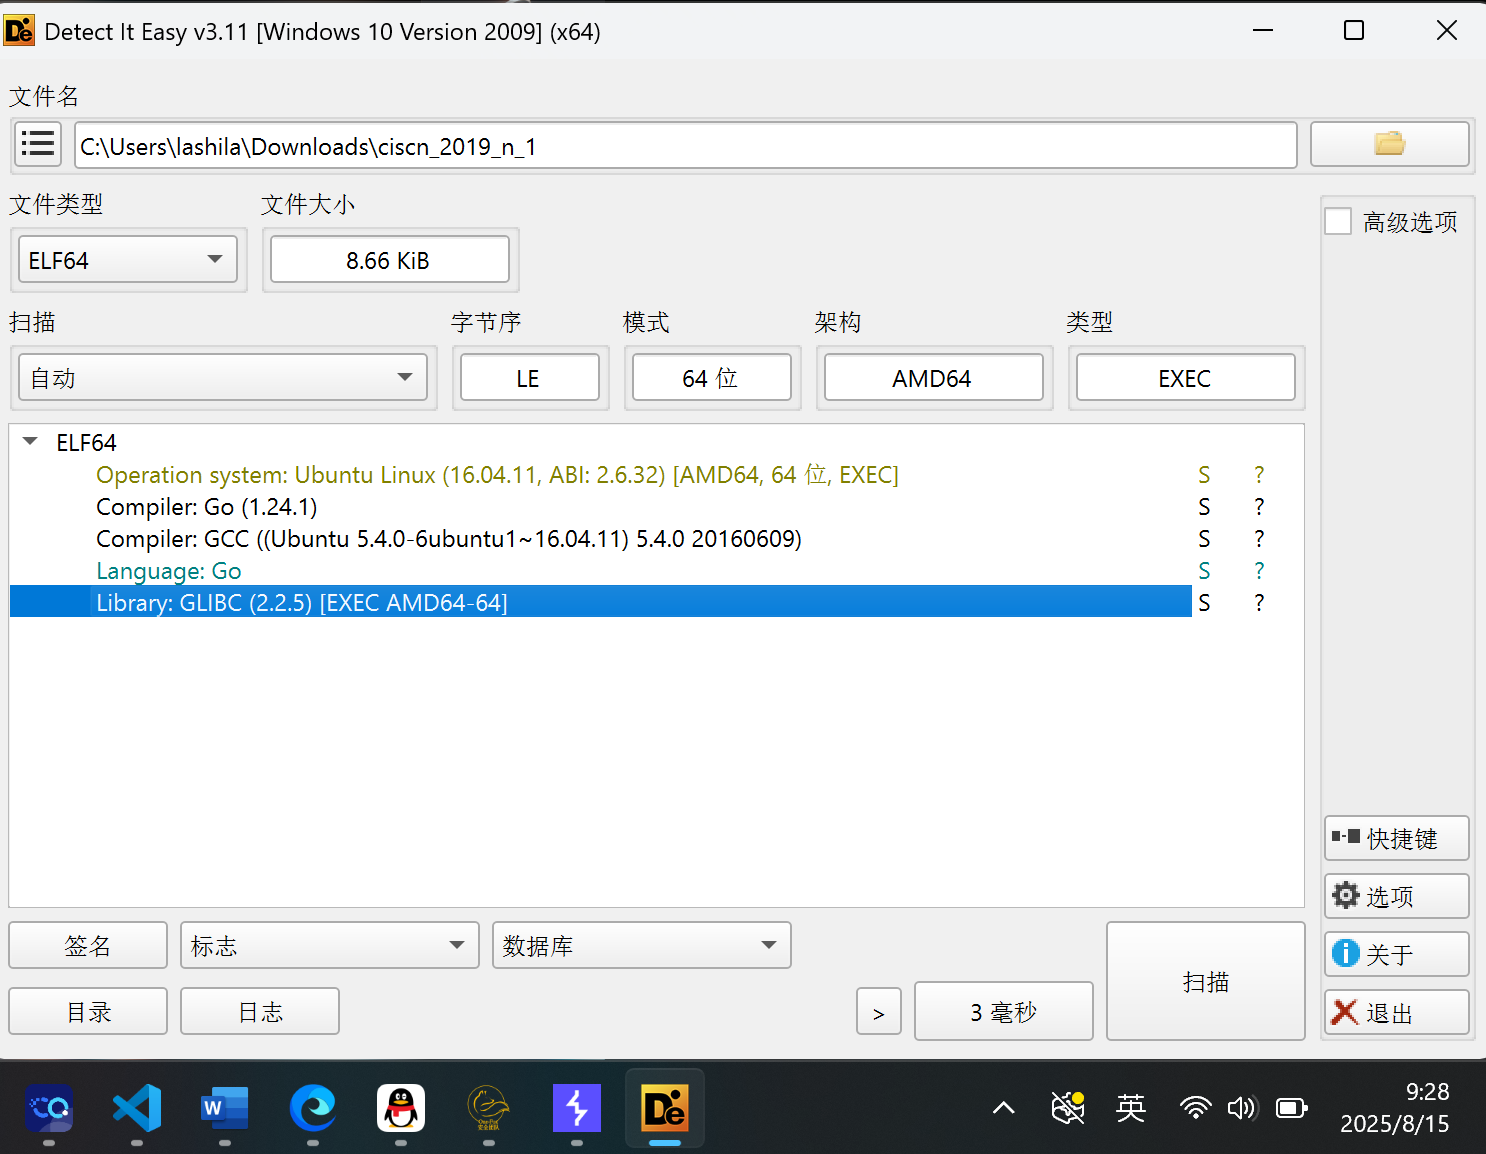 Detect It Easy v3.11 [Windows 10 Version 2009] (x64)
文件名
C:\Users\lashila\Downloads\ciscn_2019_n_1
文件类型 文件大小
高级选项
ELF64 8.66 KiB
扫描 字节序 模式 架构 类型
自动 LE 64 位 AMD64 EXEC
ELF64
Operation system: Ubuntu Linux (16.04.11, ABI: 2.6.32) [AMD64, 64 位, EXEC] S ?
Compiler: Go (1.24.1) S ?
Compiler: GCC ((Ubuntu 5.4.0-6ubuntu1~16.04.11) 5.4.0 20160609) S ?
Language: Go S ?
Library: GLIBC (2.2.5) [EXEC AMD64-64] S ?
快捷键
选项
签名 标志 数据库
关于
扫描
目录 日志 > 3 毫秒
退出
英
9:28
2025/8/15